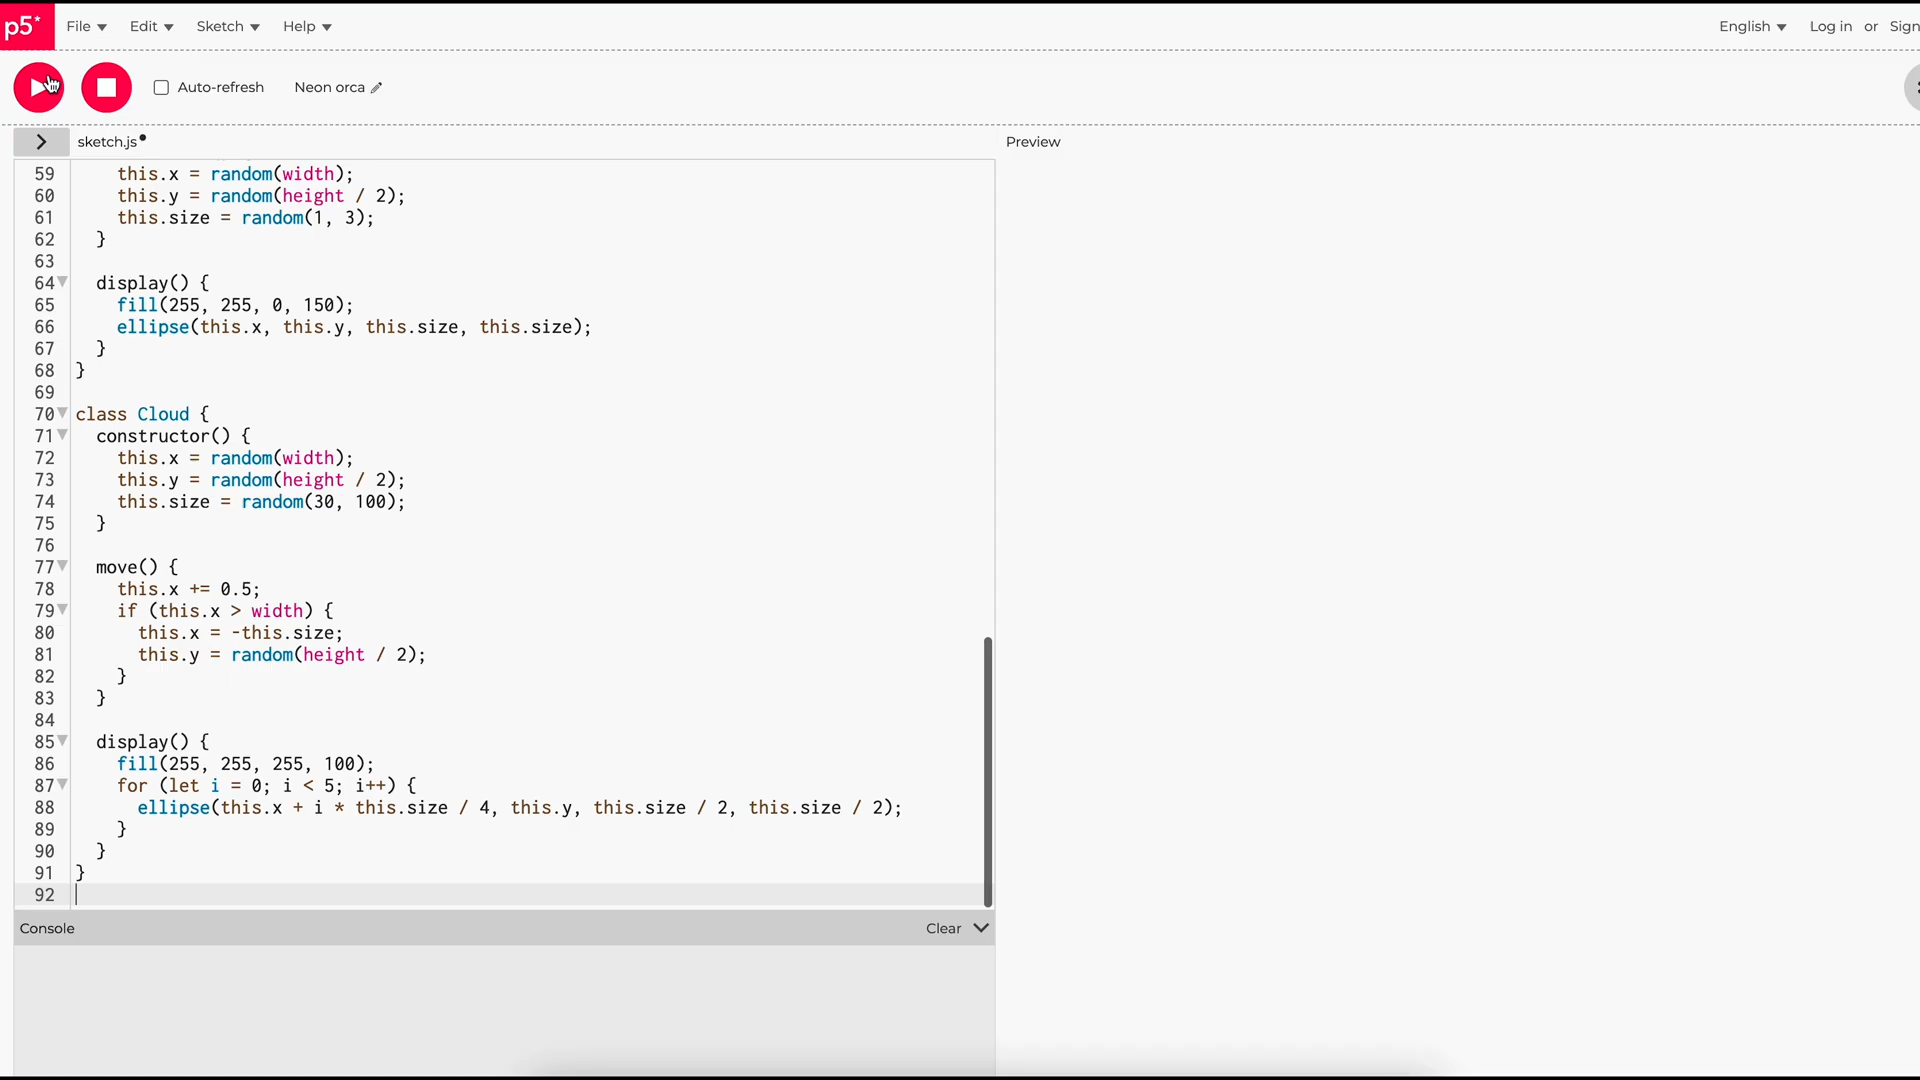 p5* File Edit Sketch Help English Log in or Sign
Auto-refresh Neon orca
sketch.js Preview
59 this.x = random(width);
60 this.y = random(height / 2);
61 this.size = random(1, 3);
62 }
63
64 display() {
65 fill(255, 255, 0, 150);
66 ellipse(this.x, this.y, this.size, this.size);
67 }
68 }
69
70 class Cloud {
71 constructor() {
72 this.x = random(width);
73 this.y = random(height / 2);
74 this.size = random(30, 100);
75 }
76
77 move() {
78 this.x += 0.5;
79 if (this.x > width) {
80 this.x = -this.size;
81 this.y = random(height / 2);
82 }
83 }
84
85 display() {
86 fill(255, 255, 255, 100);
87 for (let i = 0; i < 5; i++) {
88 ellipse(this.x + i * this.size / 4, this.y, this.size / 2, this.size / 2);
89 }
90 }
91 }
92
Console Clear